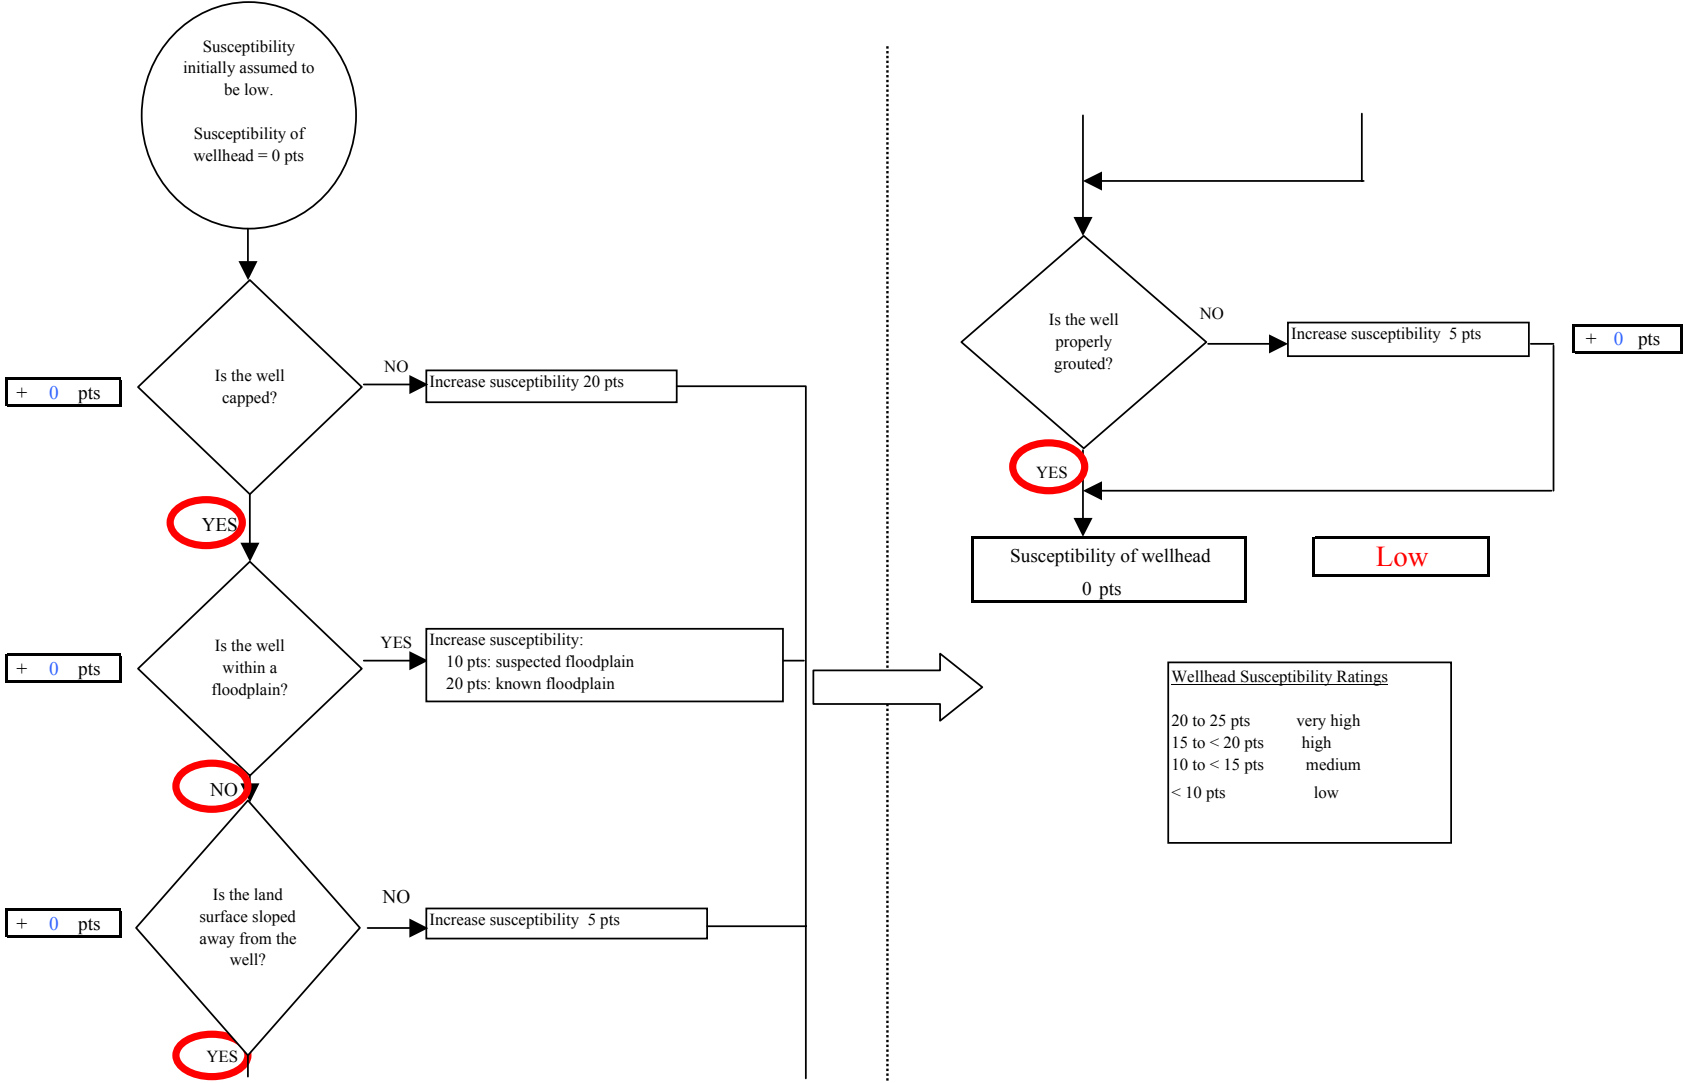 Susceptibility
initially assumed to
be low.
Susceptibility of
wellhead = 0 pts
Is the well
capped?
NO
Increase susceptibility 20 pts
+ 0 pts
YES
Is the well
within a
floodplain?
YES
Increase susceptibility:
10 pts: suspected floodplain
20 pts: known floodplain
+ 0 pts
NO
Is the land
surface sloped
away from the
well?
NO
Increase susceptibility 5 pts
+ 0 pts
YES
Is the well
properly
grouted?
NO
Increase susceptibility 5 pts
+ 0 pts
YES
Susceptibility of wellhead
0 pts
Low
Wellhead Susceptibility Ratings
20 to 25 pts very high
15 to < 20 pts high
10 to < 15 pts medium
< 10 pts low